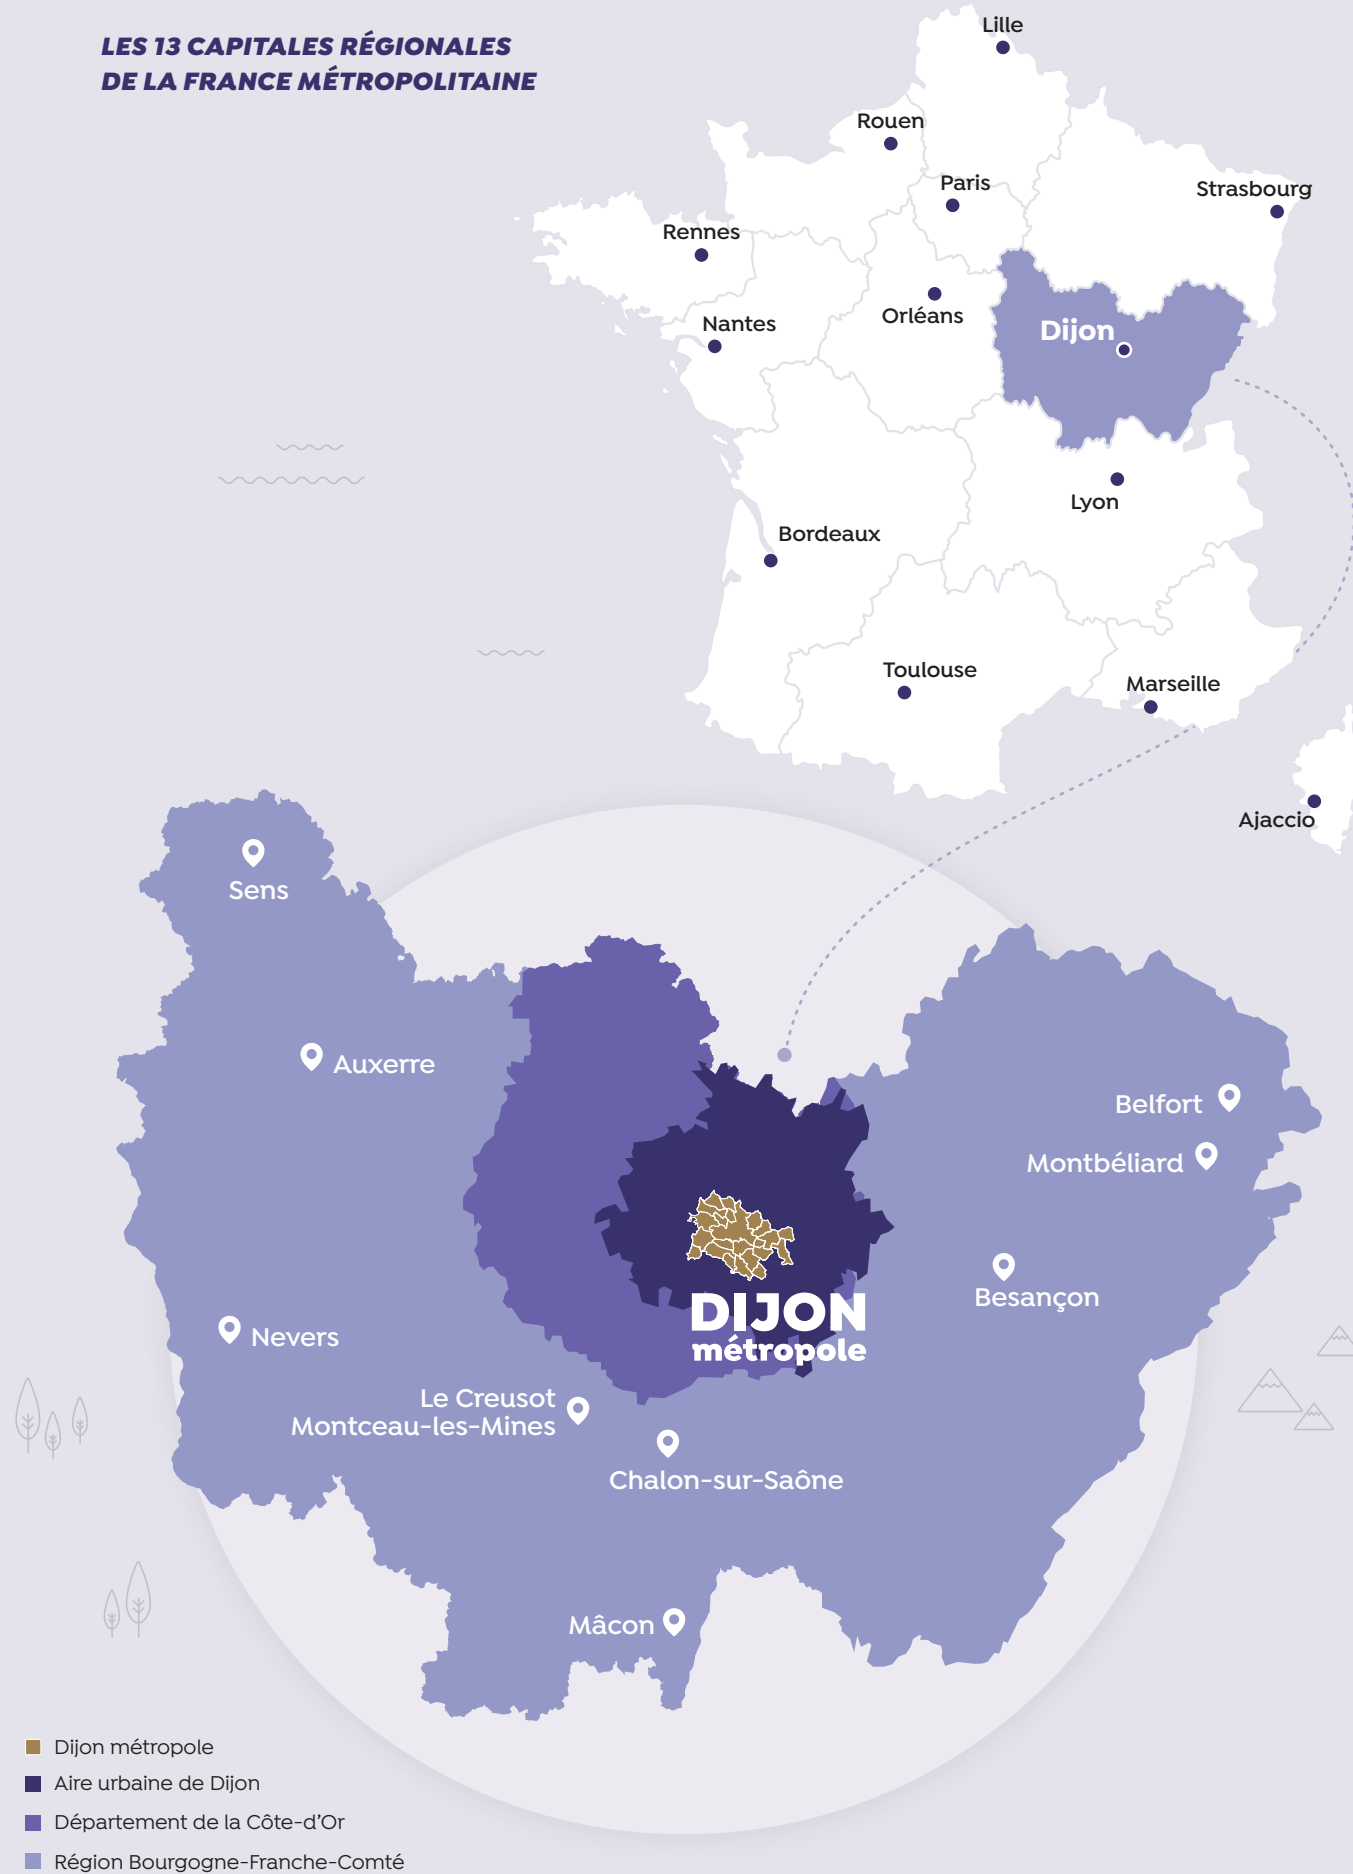 LES 13 CAPITALES RÉGIONALES
DE LA FRANCE MÉTROPOLITAINE
Lille
Rouen
Paris
Strasbourg
Rennes
Orléans
Nantes
Dijon
Lyon
Bordeaux
Toulouse
Marseille
Ajaccio
Sens
Auxerre
Belfort
Montbéliard
Besançon
Nevers
DIJON
métropole
Le Creusot
Montceau-les-Mines
Chalon-sur-Saône
Mâcon
Dijon métropole
Aire urbaine de Dijon
Département de la Côte-d'Or
Région Bourgogne-Franche-Comté